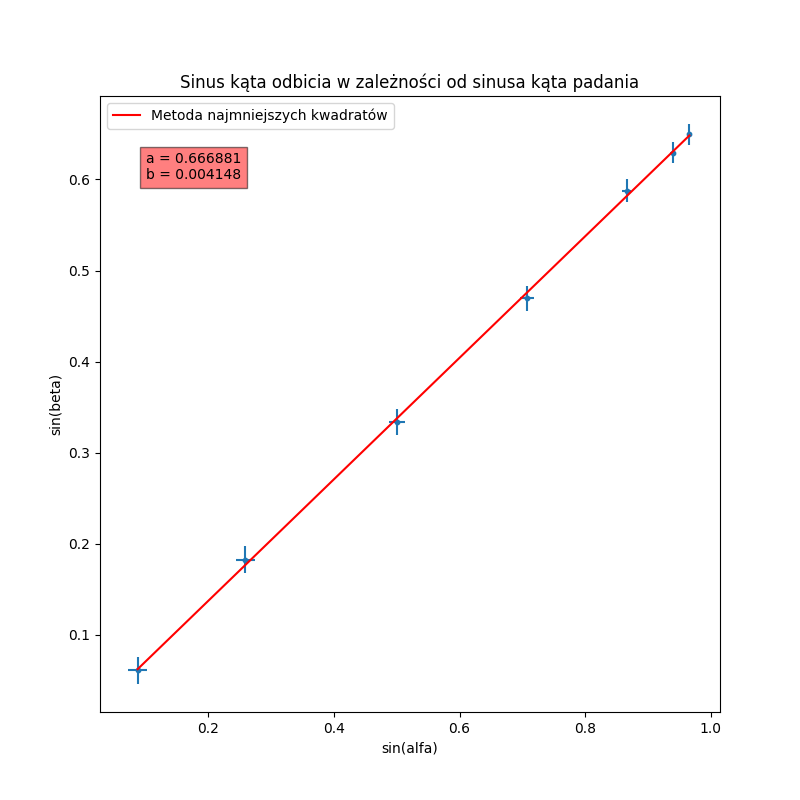 Sinus kąta odbicia w zależności od sinusa kąta padania
Metoda najmniejszych kwadratów
a = 0.666881
b = 0.004148
0.6
0.5
0.4
0.3
0.2
0.1
sin(beta)
0.2
0.4
0.6
0.8
1.0
sin(alfa)